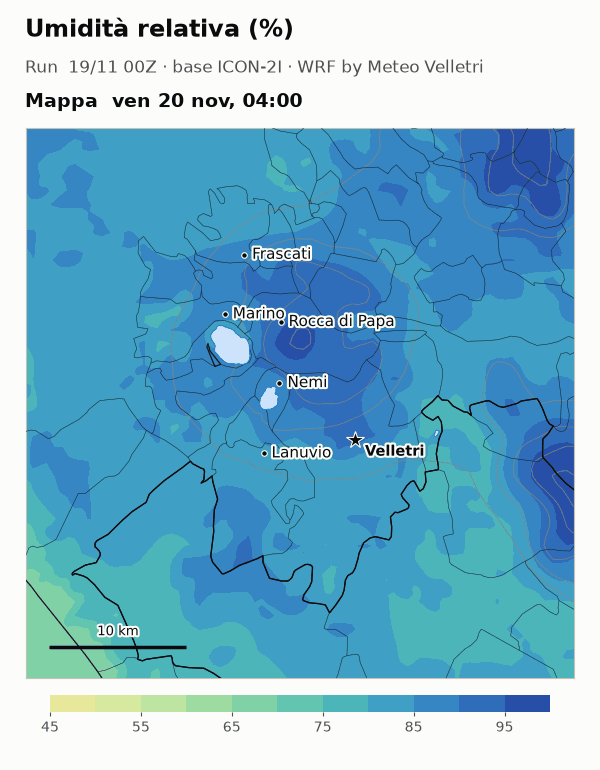 Umidità relativa (%)
Run  19/11 00Z · base ICON-2I · WRF by Meteo Velletri
Mappa  ven 20 nov, 04:00
Frascati
Marino
Rocca di Papa
Nemi
Velletri
Lanuvio
10 km
45 55 65 75 85 95